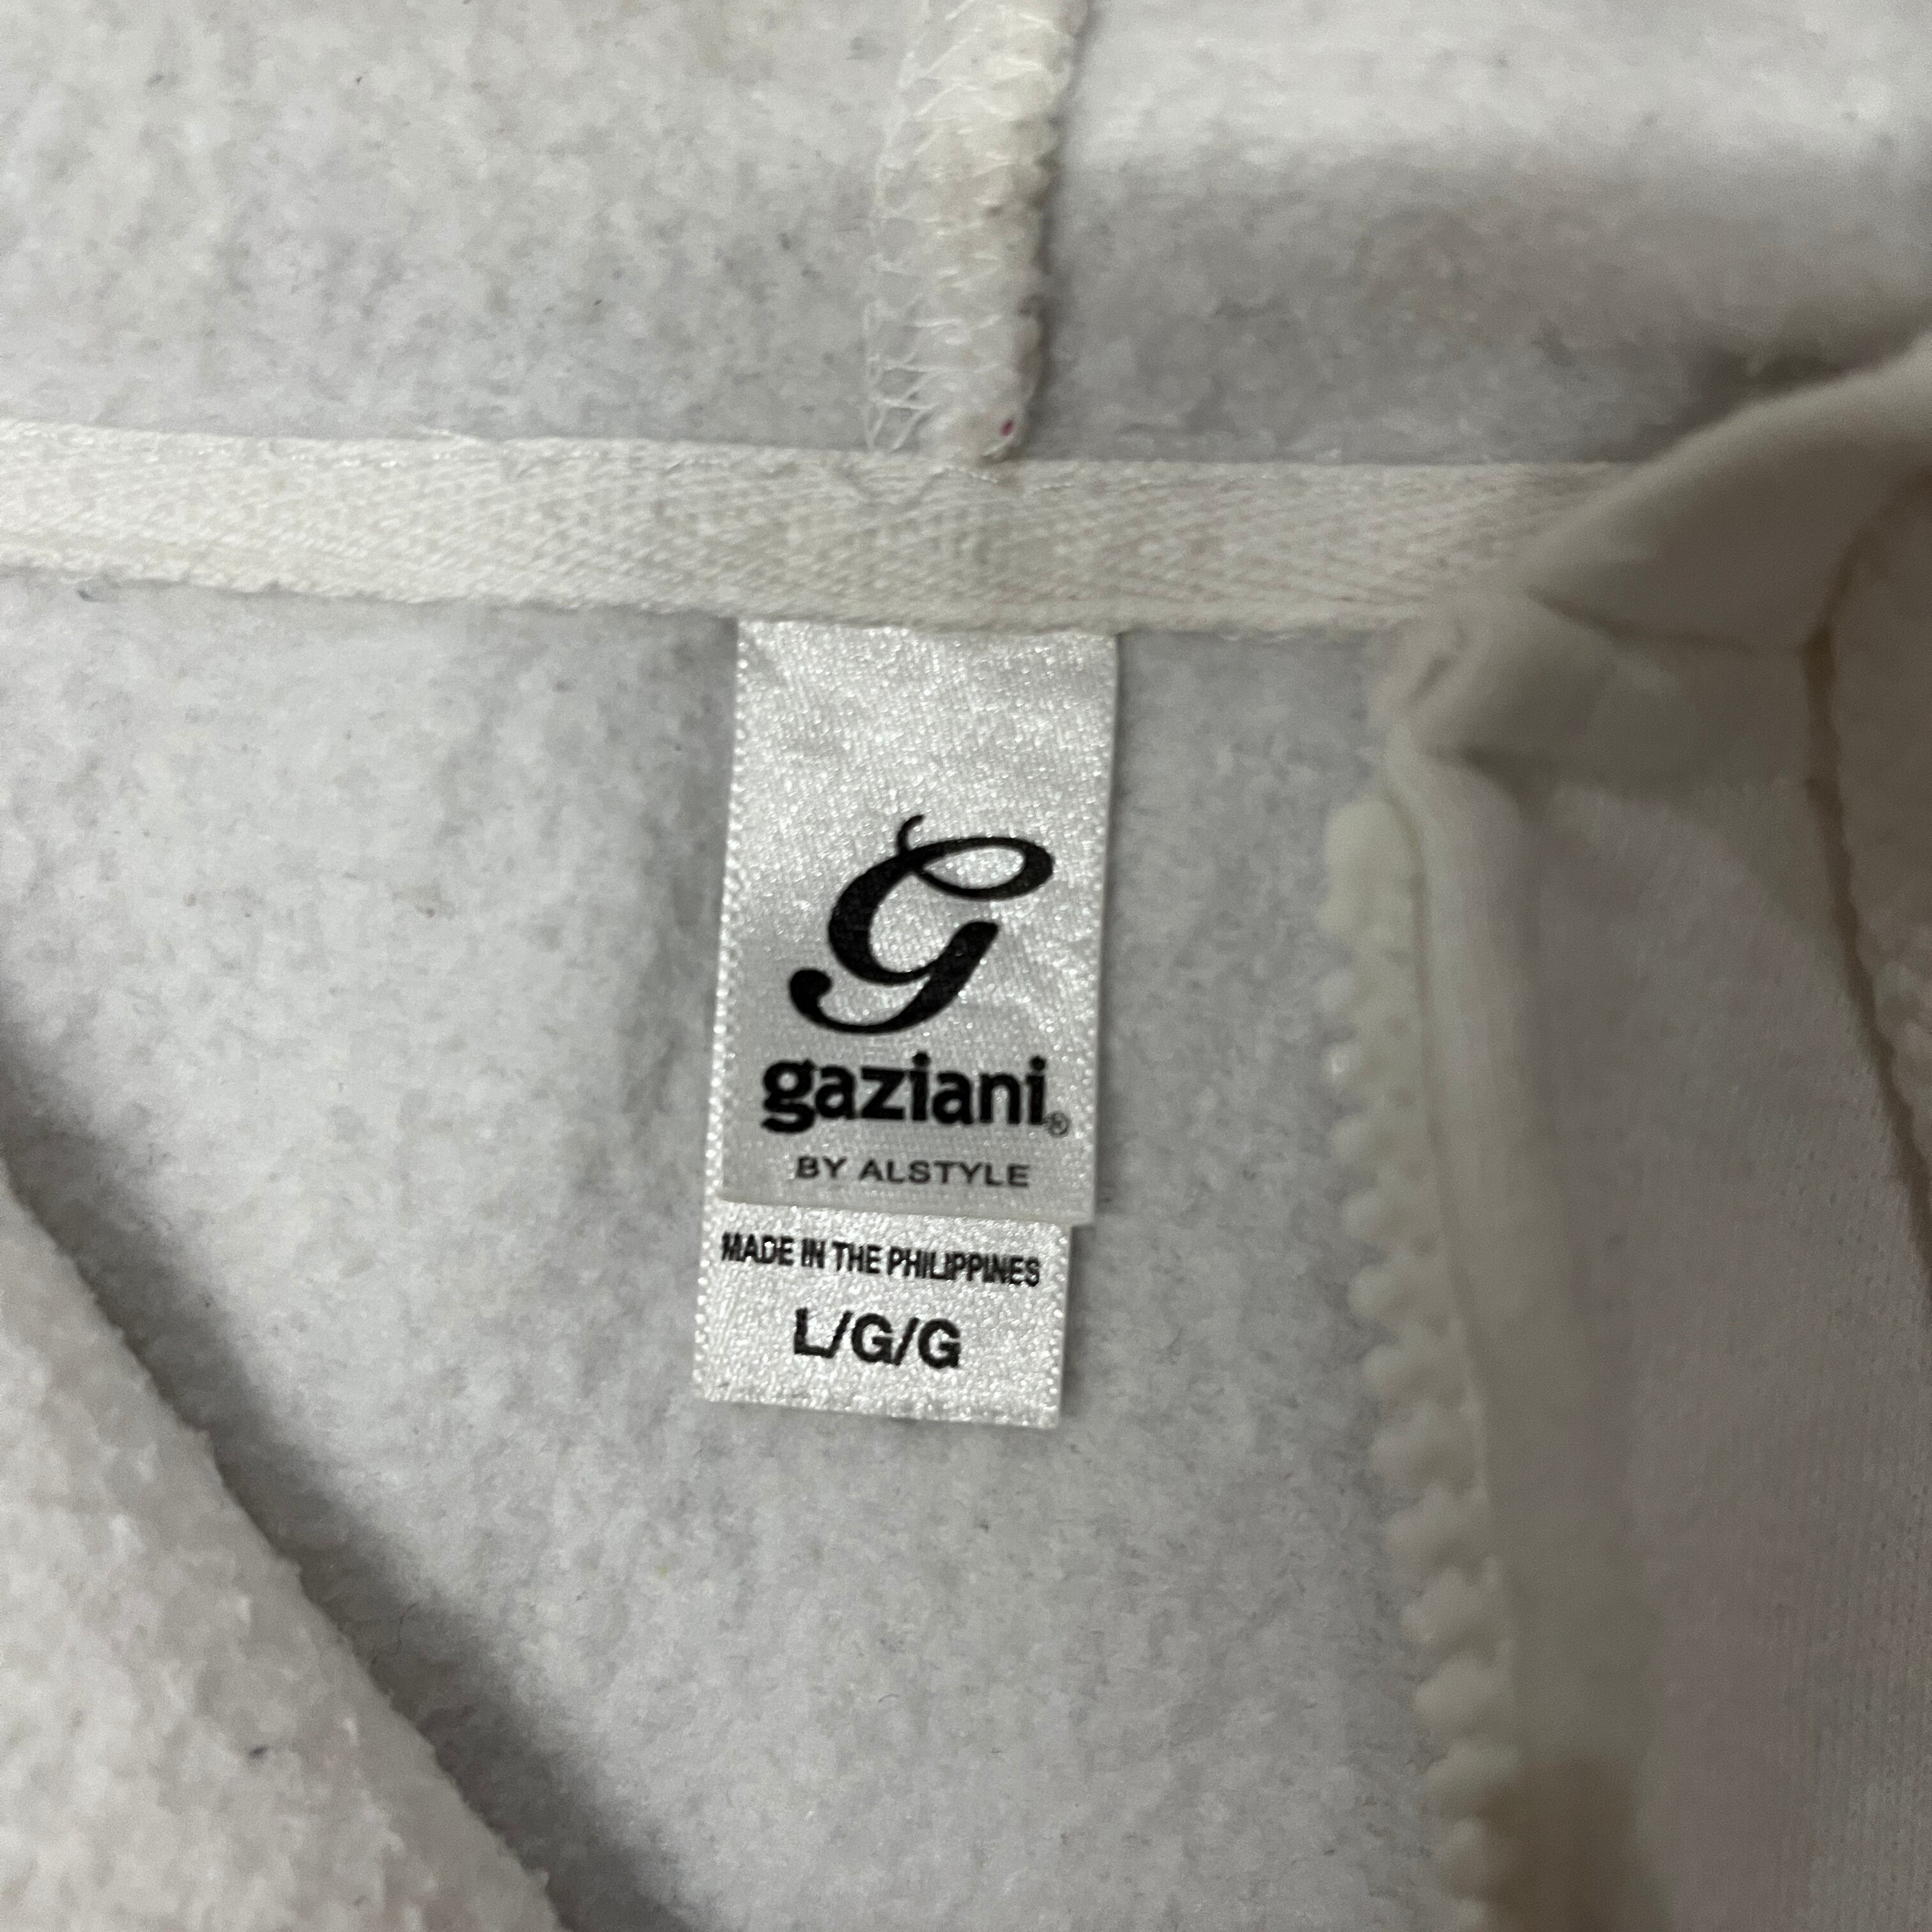 G
gaziani®
BY ALSTYLE
MADE IN THE PHILIPPINES
L/G/G